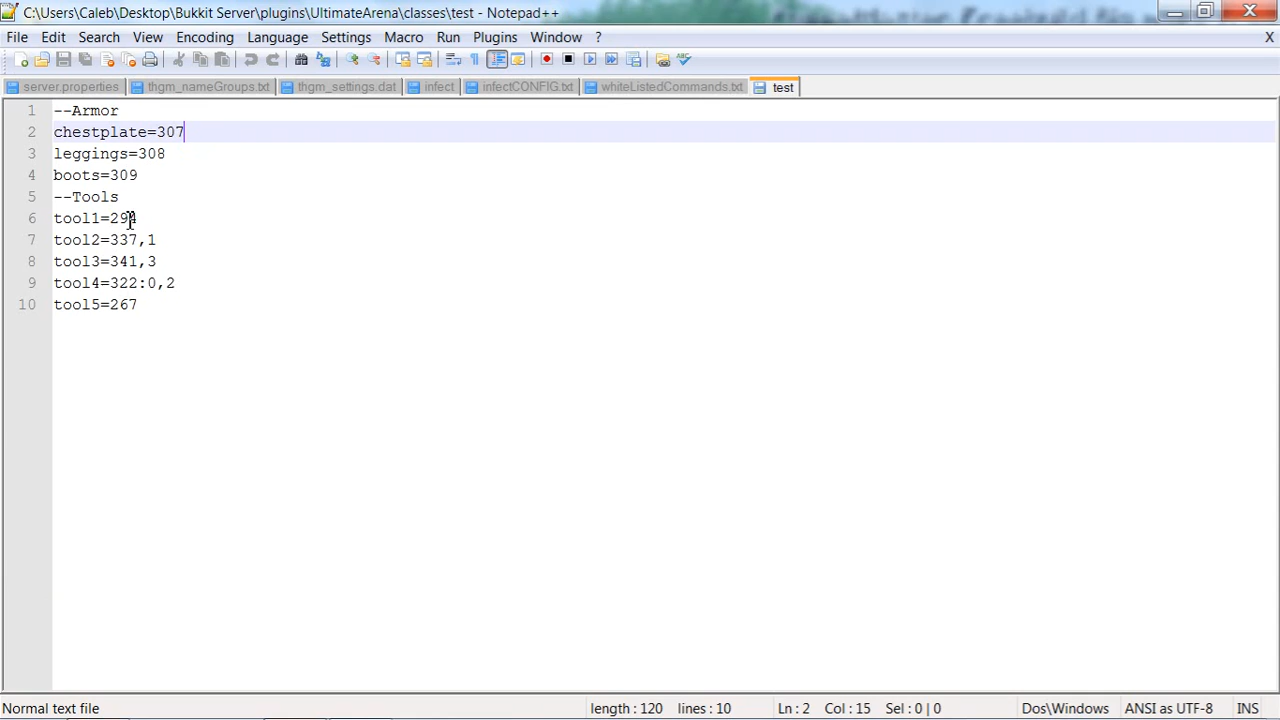 C:\Users\Caleb\Desktop\Bukkit Server\plugins\UltimateArena\classes\test - Notepad++
File Edit Search View Encoding Language Settings Macro Run Plugins Window ? X
server.properties thgm_nameGroups.txt thgm_settings.dat infect infectCONFIG.txt whiteListedCommands.txt test
1 --Armor
2 chestplate=307
3 leggings=308
4 boots=309
5 --Tools
6 tool1=294
7 tool2=337,1
8 tool3=341,3
9 tool4=322:0,2
10 tool5=267
Normal text file length : 120 lines : 10 Ln : 2 Col : 15 Sel : 0 | 0 Dos\Windows ANSI as UTF-8 INS